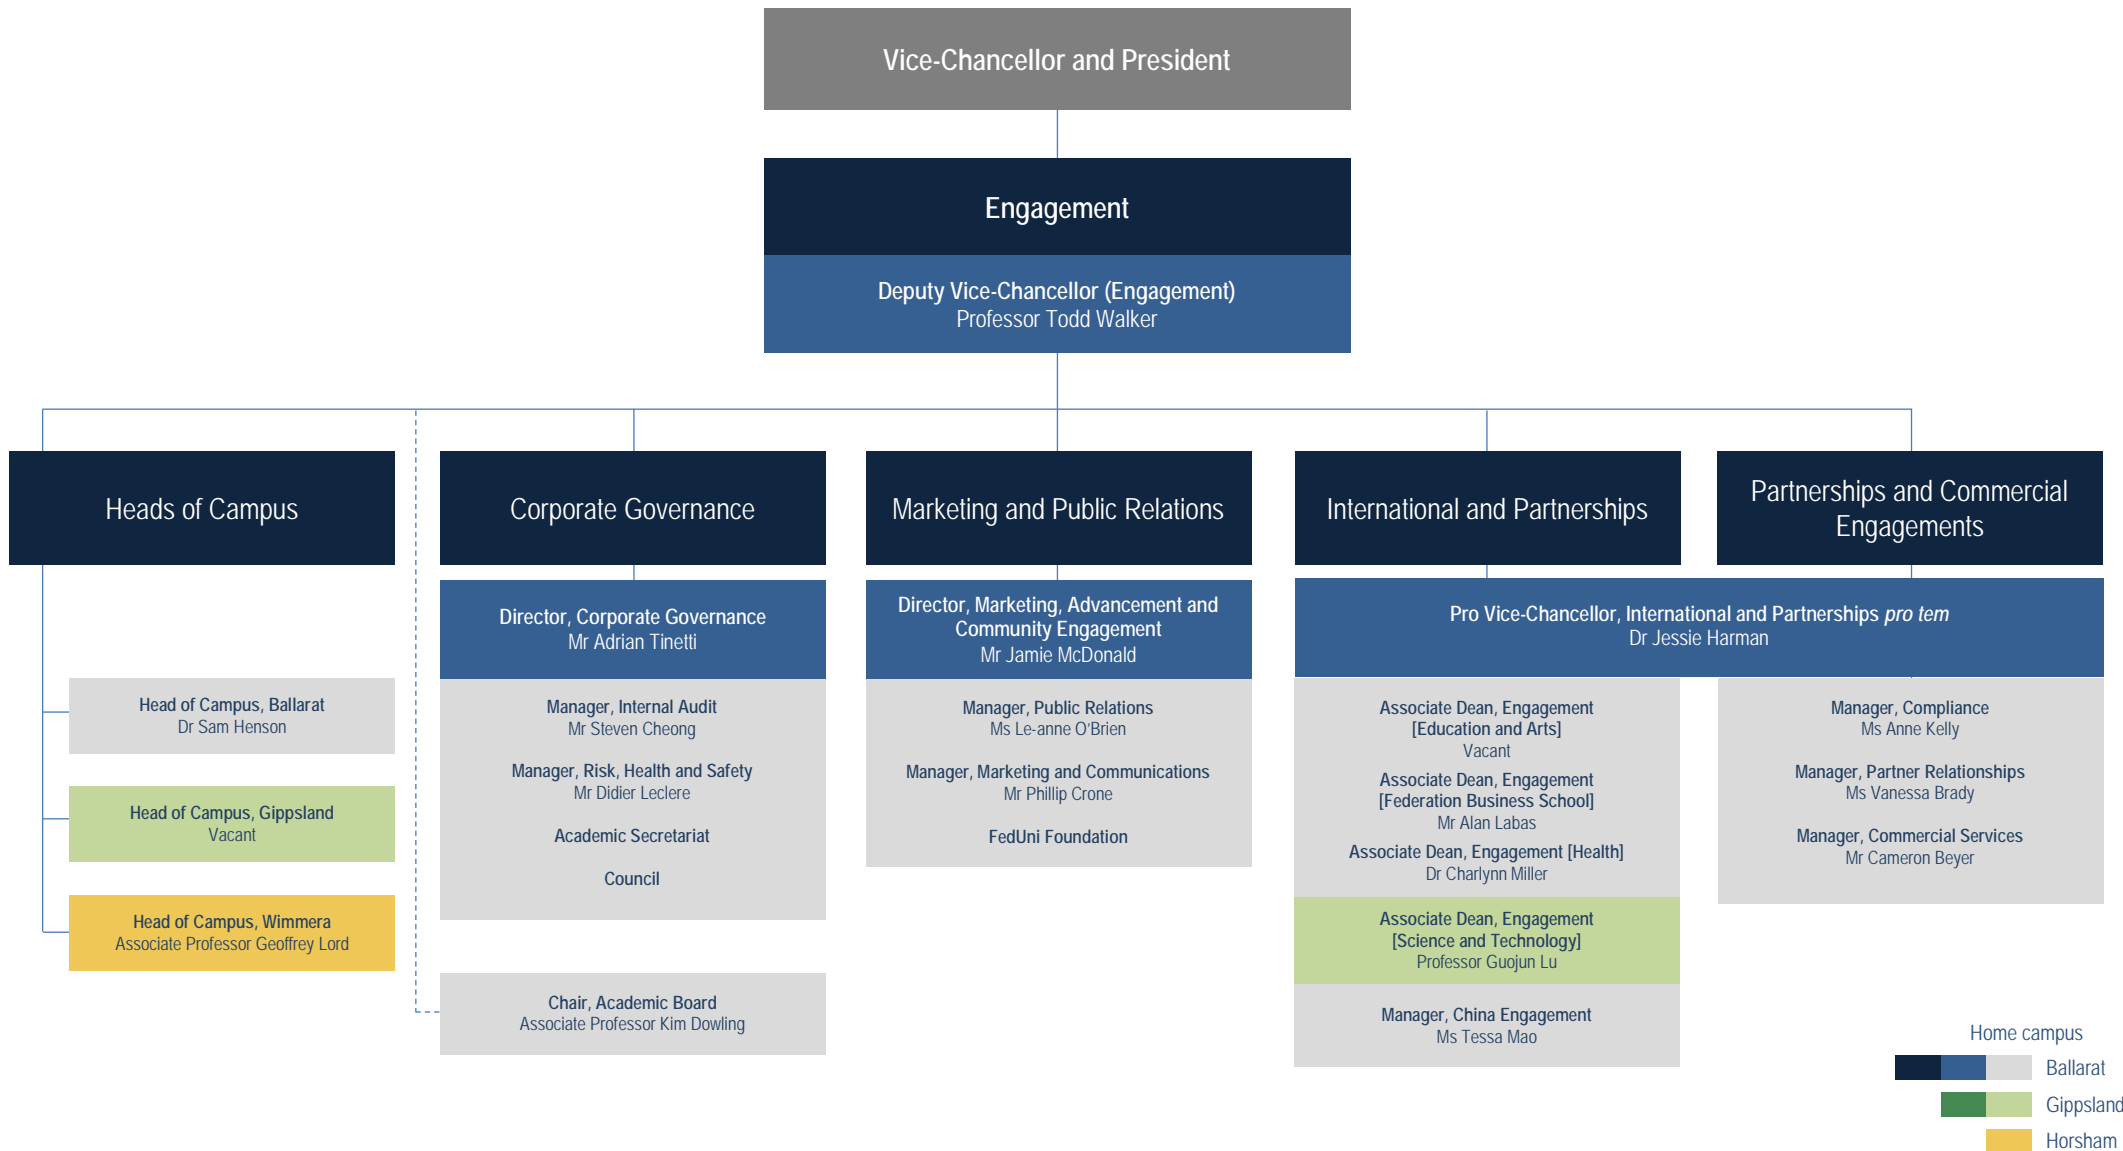 Vice-Chancellor and President
Engagement
Deputy Vice-Chancellor (Engagement)
Professor Todd Walker
Heads of Campus
Head of Campus, Ballarat
Dr Sam Henson
Head of Campus, Gippsland
Vacant
Head of Campus, Wimmera
Associate Professor Geoffrey Lord
Corporate Governance
Director, Corporate Governance
Mr Adrian Tinetti
Manager, Internal Audit
Mr Steven Cheong
Manager, Risk, Health and Safety
Mr Didier Leclere
Academic Secretariat
Council
Chair, Academic Board
Associate Professor Kim Dowling
Marketing and Public Relations
Director, Marketing, Advancement and
Community Engagement
Mr Jamie McDonald
Manager, Public Relations
Ms Le-anne O’Brien
Manager, Marketing and Communications
Mr Phillip Crone
FedUni Foundation
International and Partnerships
Partnerships and Commercial
Engagements
Pro Vice-Chancellor, International and Partnerships pro tem
Dr Jessie Harman
Associate Dean, Engagement
[Education and Arts]
Vacant
Associate Dean, Engagement
[Federation Business School]
Mr Alan Labas
Associate Dean, Engagement [Health]
Dr Charlynn Miller
Associate Dean, Engagement
[Science and Technology]
Professor Guojun Lu
Manager, China Engagement
Ms Tessa Mao
Manager, Compliance
Ms Anne Kelly
Manager, Partner Relationships
Ms Vanessa Brady
Manager, Commercial Services
Mr Cameron Beyer
Home campus
Ballarat
Gippsland
Horsham